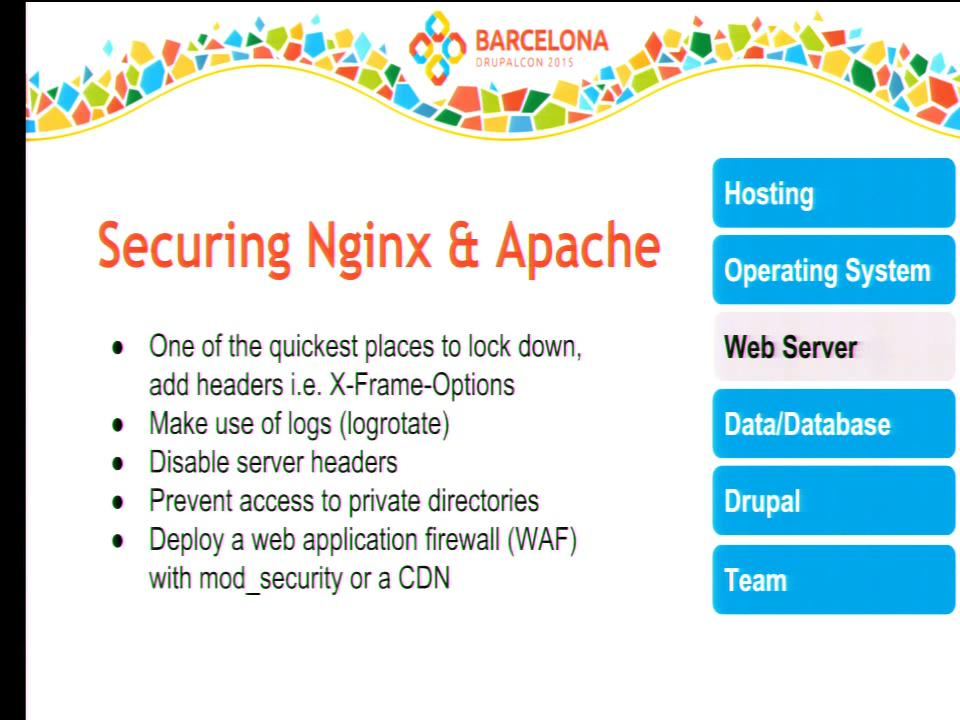 BARCELONA
DRUPALCON 2015
Securing Nginx & Apache
● One of the quickest places to lock down,
add headers i.e. X-Frame-Options
● Make use of logs (logrotate)
● Disable server headers
● Prevent access to private directories
● Deploy a web application firewall (WAF)
with mod_security or a CDN
Hosting
Operating System
Web Server
Data/Database
Drupal
Team